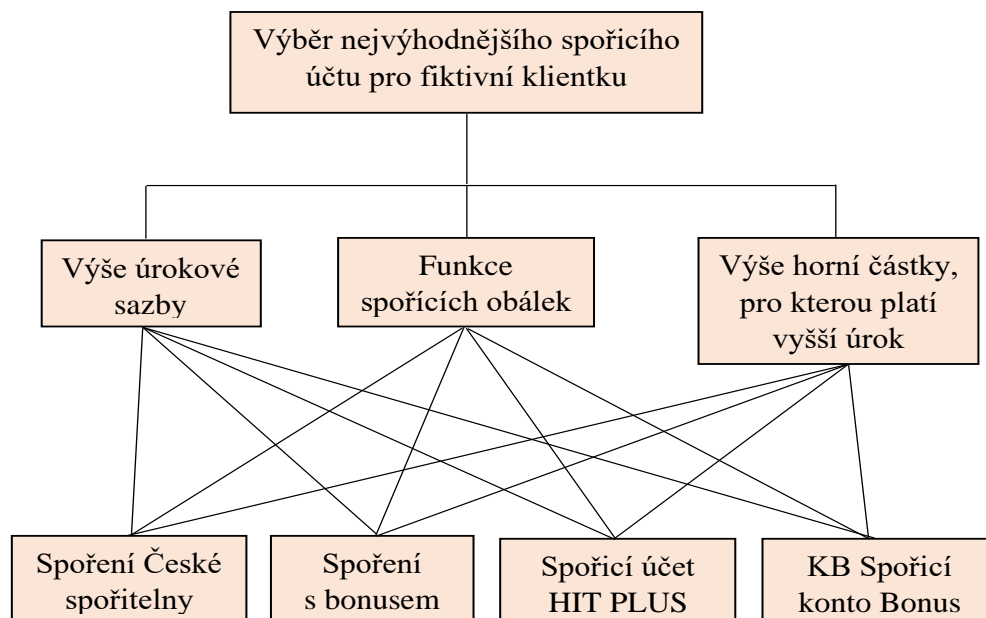 Výběr nejvýhodnějšího spořicího
účtu pro fiktivní klientku
Výše úrokové
sazby
Funkce
spořících obálek
Výše horní částky,
pro kterou platí
vyšší úrok
Spoření České
spořitelny
Spoření
s bonusem
Spořicí účet
HIT PLUS
KB Spořicí
konto Bonus